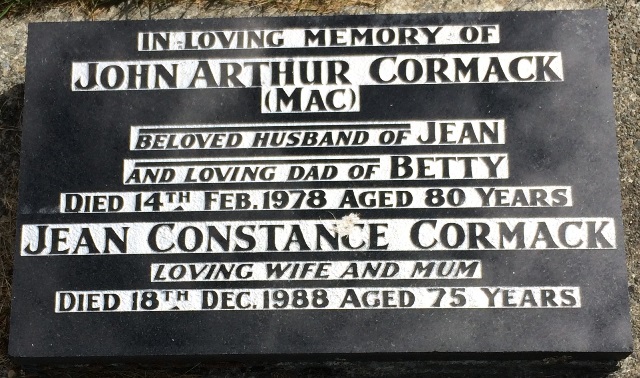 IN LOVING MEMORY OF
JOHN ARTHUR CORMACK
(MAC)
BELOVED HUSBAND OF JEAN
AND LOVING DAD OF BETTY
DIED 14TH FEB. 1978 AGED 80 YEARS
JEAN CONSTANCE CORMACK
LOVING WIFE AND MUM
DIED 18TH DEC. 1988 AGED 75 YEARS